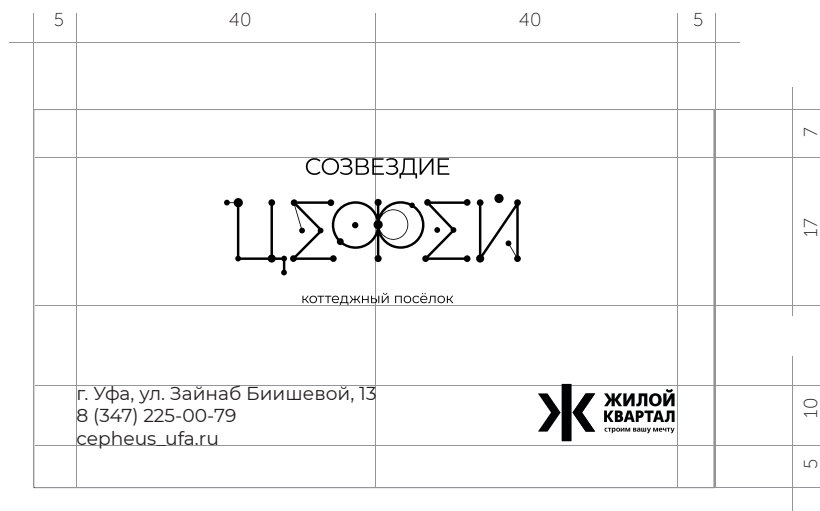 5 40 40 5
7
СОЗВЕЗДИЕ
ЦЕФЕЙ
17
коттеджный посёлок
г. Уфа, ул. Зайнаб Биишевой, 13
8 (347) 225-00-79
cepheus_ufa.ru
ЖИЛОЙ
КВАРТАЛ
строим вашу мечту
10
5